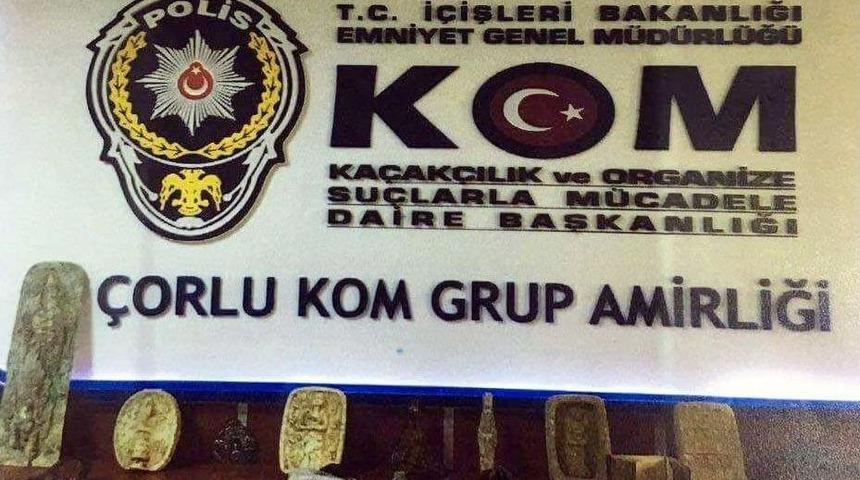 POLİS
T.C. İÇİŞLERİ BAKANLIĞI
EMNİYET GENEL MÜDÜRLÜĞÜ
KOM
KAÇAKÇILIK ve ORGANİZE
SUÇLARLA MÜCADELE
DAİRE BAŞKANLIĞI
ÇORLU KOM GRUP AMİRLİĞİ